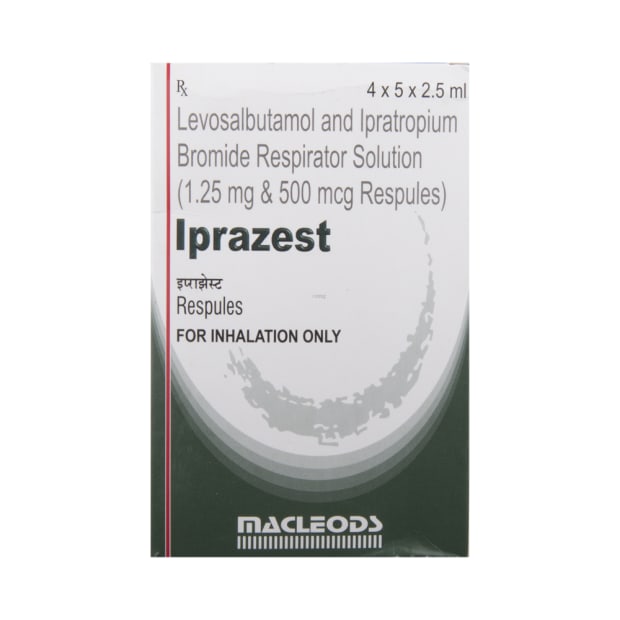 Rx 4 x 5 x 2.5 ml
Levosalbutamol and Ipratropium
Bromide Respirator Solution
(1.25 mg & 500 mcg Respules)
Iprazest
इप्राझेस्ट
Respules
FOR INHALATION ONLY
MACLEODS